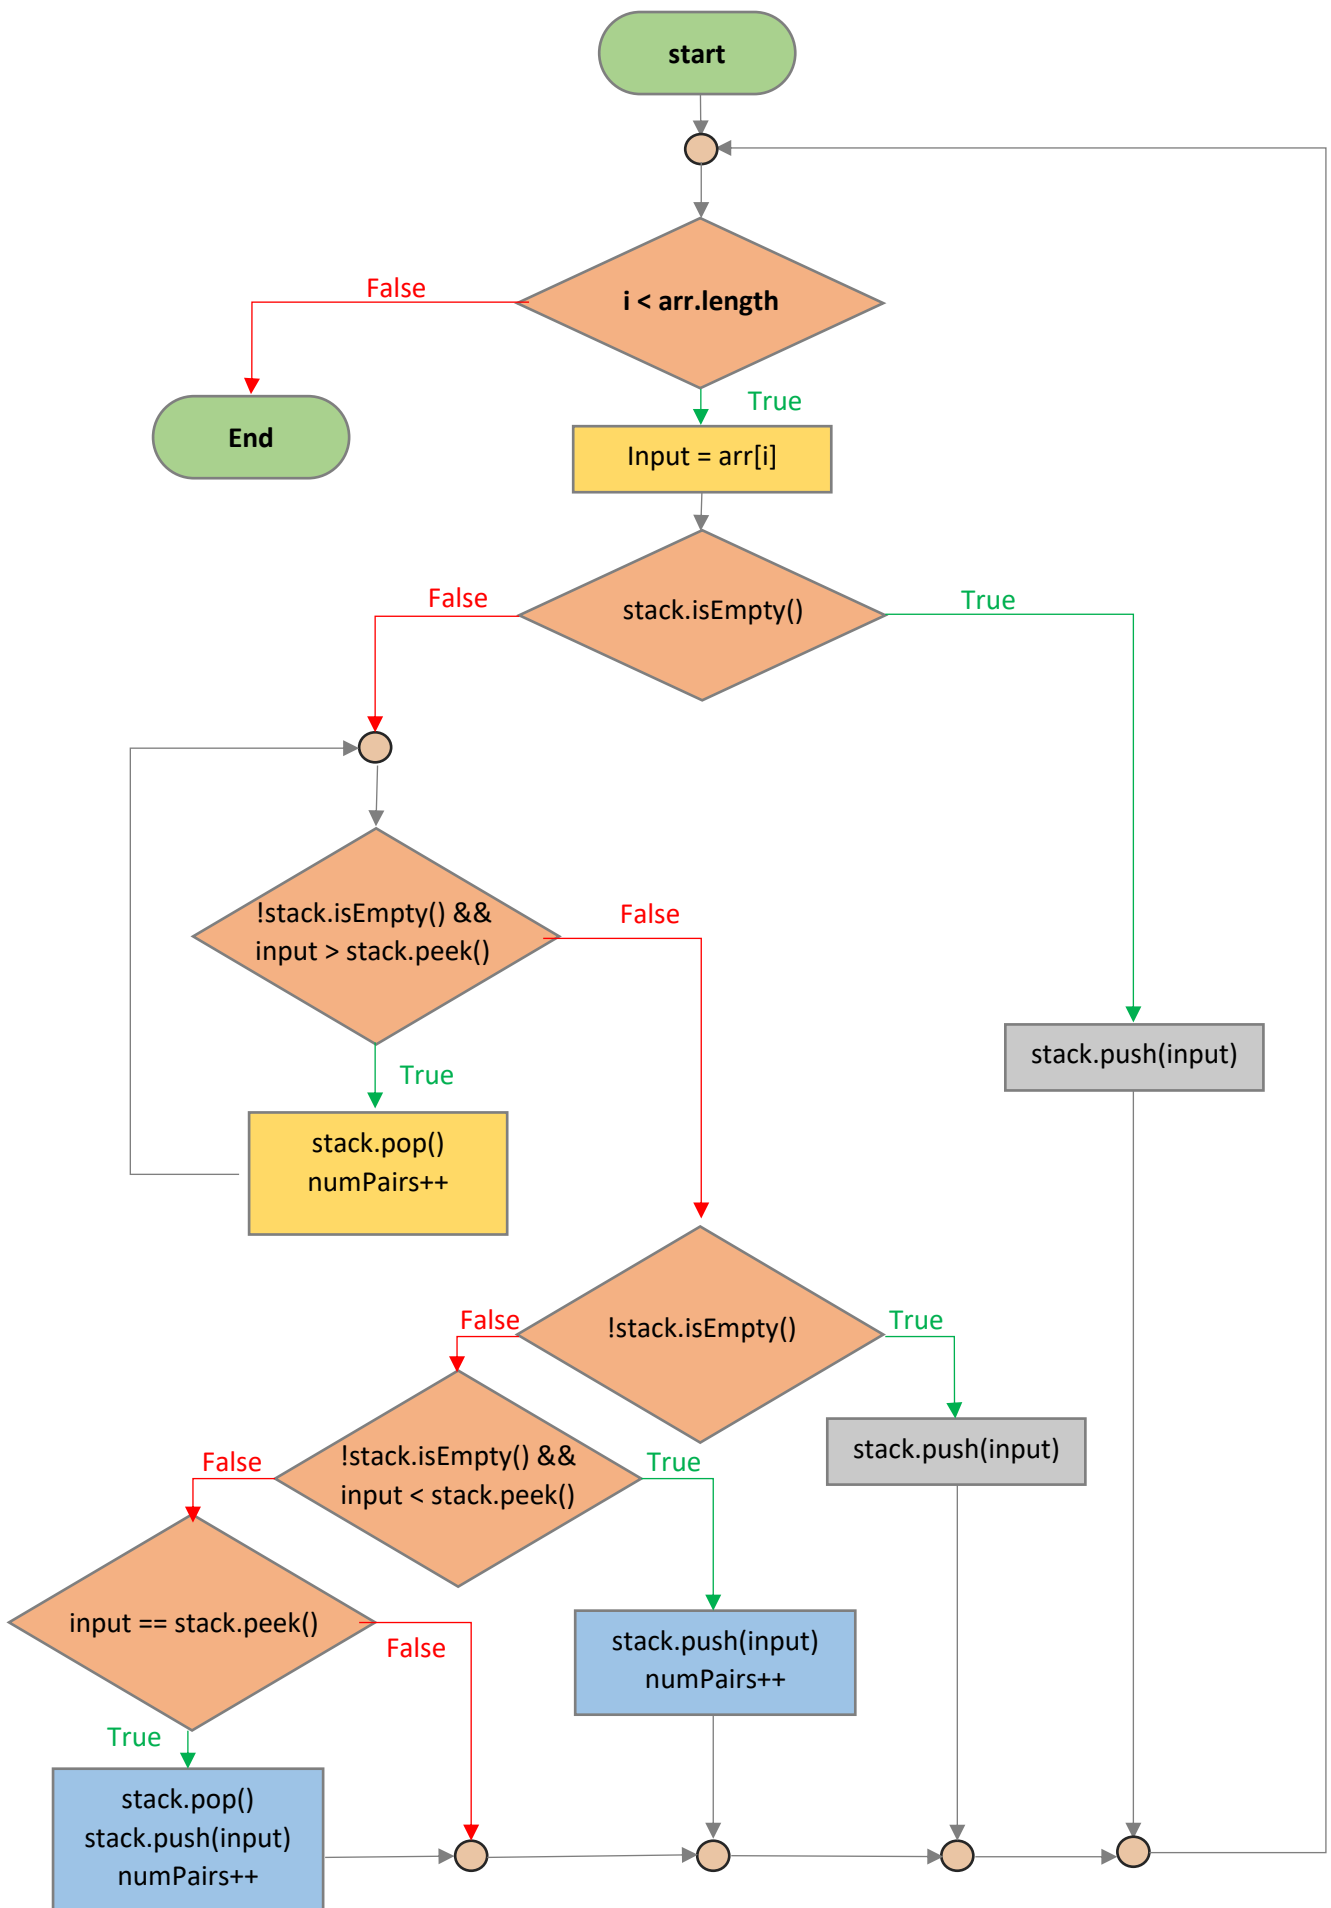 start
i < arr.length
False
True
End
Input = arr[i]
stack.isEmpty()
False
True
!stack.isEmpty() &&
input > stack.peek()
False
True
stack.push(input)
stack.pop()
numPairs++
!stack.isEmpty()
False
True
stack.push(input)
!stack.isEmpty() &&
input < stack.peek()
False
True
input == stack.peek()
False
True
stack.push(input)
numPairs++
stack.pop()
stack.push(input)
numPairs++